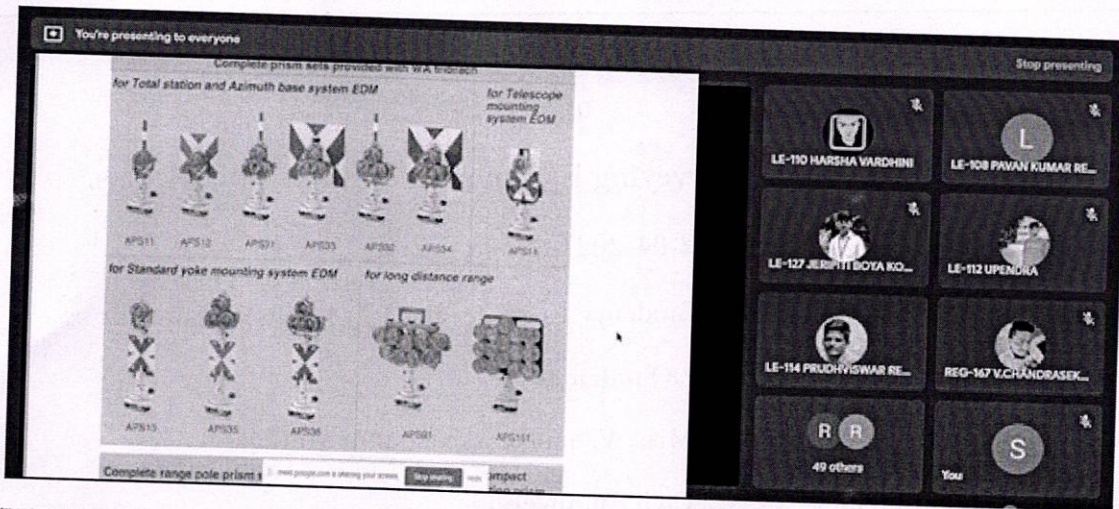 You're presenting to everyone
Stop presenting
Complete prism sets provided with WA tribrach
for Total station and Azimuth base system EDM
for Telescope
mounting
system EDM
APS11
APS12
APS31
APS33
APS32
APS34
for Standard yoke mounting system EDM
for long distance range
APS35
APS36
APS91
Complete range pole prism
meet.google.com is sharing your screen.
Stop sharing
Hide
LE-110 HARSHA VARDHINI
LE-108 PAVAN KUMAR RE...
LE-127 JERIPITI BOYA KO...
LE-112 UPENDRA
LE-114 PRUDHVISWAR RE...
REG-167 V.CHANDRASEK...
R R
49 others
L
S
You